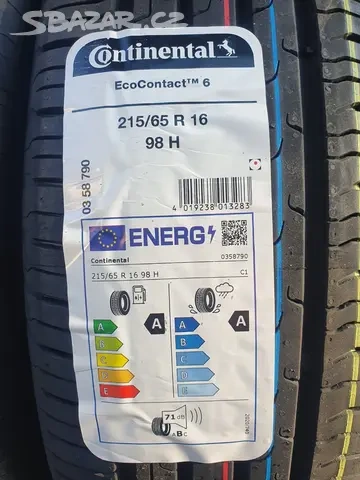 SBAZAR.CZ
Continental
EcoContact™ 6
215/65 R 16
98 H
03 58 790
4 019238 013283
ENERG
Continental
0358790
215/65 R 16 98 H
C1
A
B
C
D
E
A
A
B
C
D
E
A
71 dB
ABC